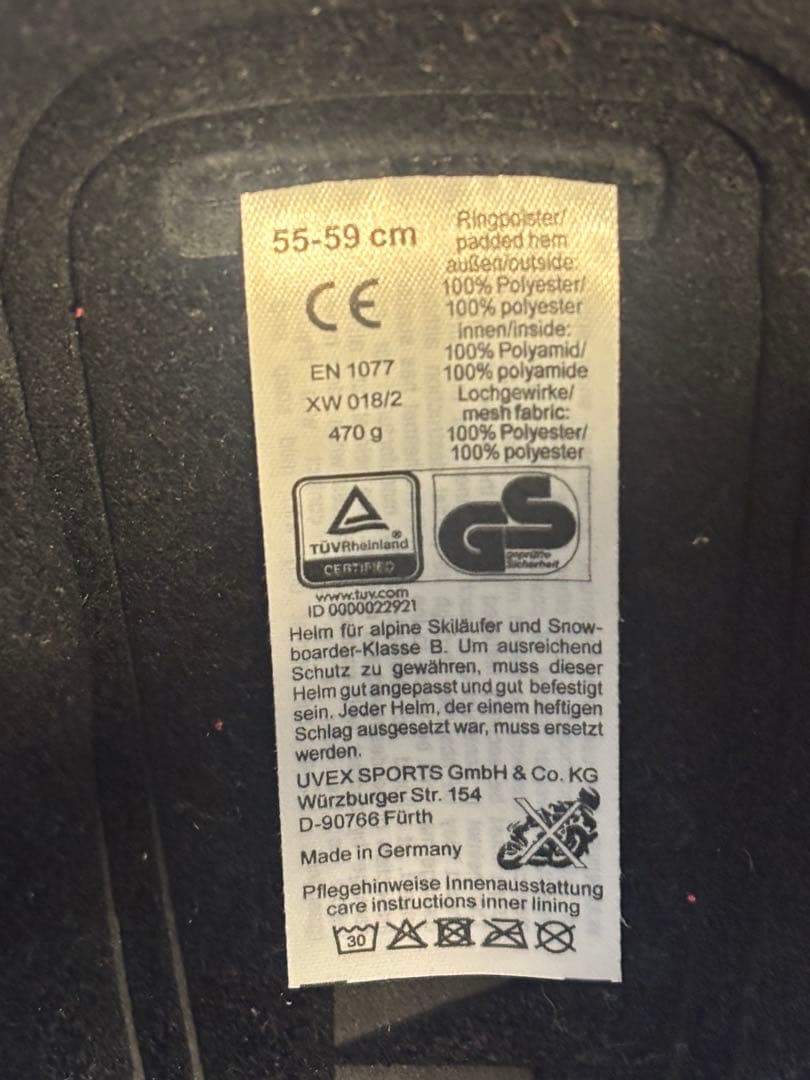 55-59 cm
CE
EN 1077
XW 018/2
470 g
Ringpolster/
padded hem
außen/outside:
100% Polyester/
100% polyester
innen/inside:
100% Polyamid/
100% polyamide
Lochgewirke/
mesh fabric:
100% Polyester/
100% polyester
TÜVRheinland®
CERTIFIED
GS
geprüfte
Sicherheit
www.tuv.com
ID 0000022921
Helm für alpine Skiläufer und Snow-
boarder-Klasse B. Um ausreichend
Schutz zu gewähren, muss dieser
Helm gut angepasst und gut befestigt
sein. Jeder Helm, der einem heftigen
Schlag ausgesetzt war, muss ersetzt
werden.
UVEX SPORTS GmbH & Co. KG
Würzburger Str. 154
D-90766 Fürth
Made in Germany
Pflegehinweise Innenausstattung
care instructions inner lining
30